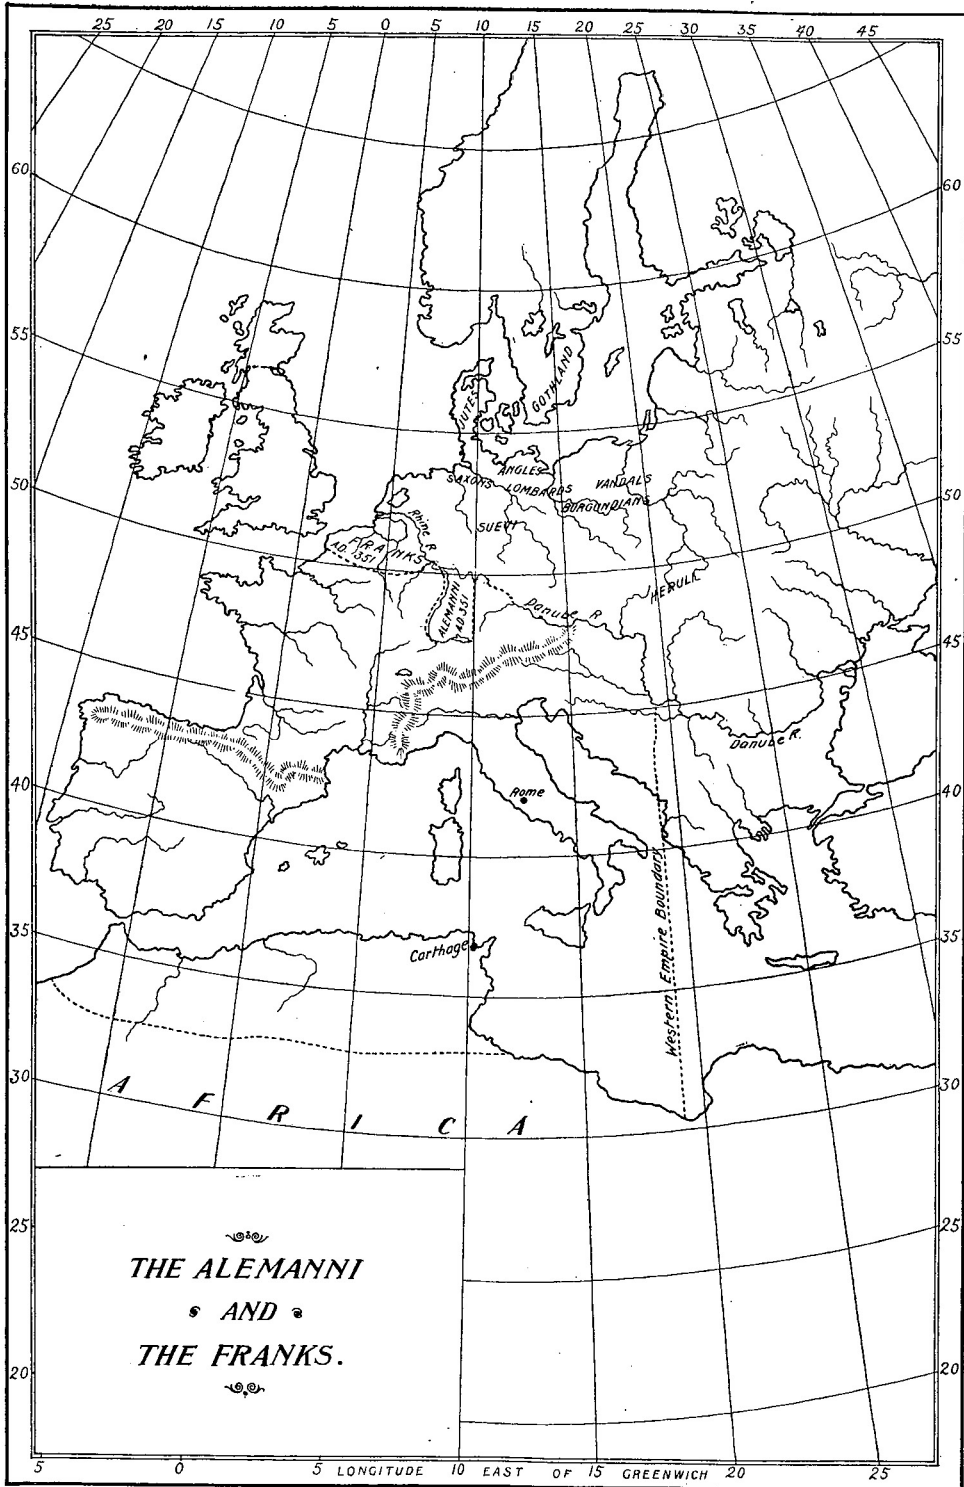 25 20 15 10 5 0 5 10 15 20 25 30 35 40 45
60 60
55 55
50 50
45 45
40 40
35 35
30 30
25 25
20 20
JUTES
GOTHLAND
ANGLES
SAXONS
LOMBARDS
VANDALS
BURGUNDIANS
SUEVI
Rhine R.
FRANKS
AD. 351
ALEMANNI
AD 351
HERULI
Danube R
Danube R.
Rome
Carthage
Western Empire Boundary
AFRICA
THE ALEMANNI
AND
THE FRANKS.
5 0 5 LONGITUDE 10 EAST OF 15 GREENWICH 20 25